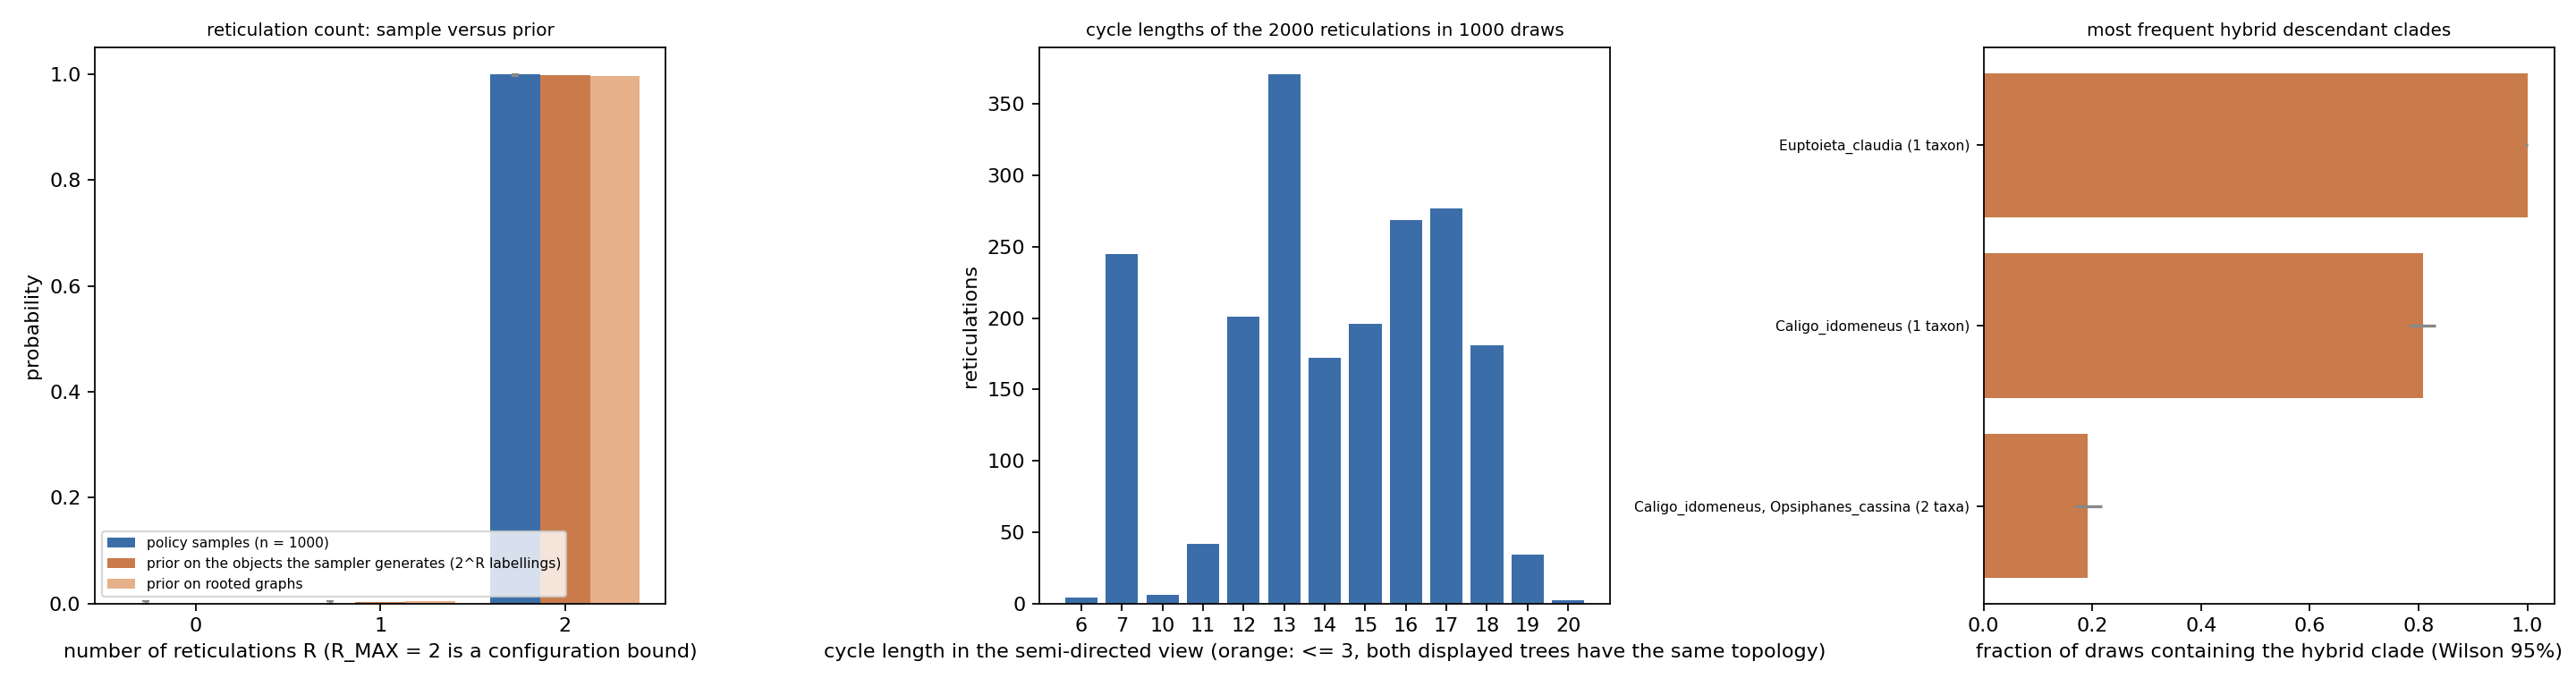 reticulation count: sample versus prior
1.0
0.8
0.6
0.4
0.2
0.0
probability
policy samples (n = 1000)
prior on the objects the sampler generates (2^R labellings)
prior on rooted graphs
0 1 2
number of reticulations R (R_MAX = 2 is a configuration bound)
cycle lengths of the 2000 reticulations in 1000 draws
350
300
250
200
150
100
50
0
reticulations
6 7 10 11 12 13 14 15 16 17 18 19 20
cycle length in the semi-directed view (orange: <= 3, both displayed trees have the same topology)
most frequent hybrid descendant clades
Euptoieta_claudia (1 taxon)
Caligo_idomeneus (1 taxon)
Caligo_idomeneus, Opsiphanes_cassina (2 taxa)
0.0 0.2 0.4 0.6 0.8 1.0
fraction of draws containing the hybrid clade (Wilson 95%)